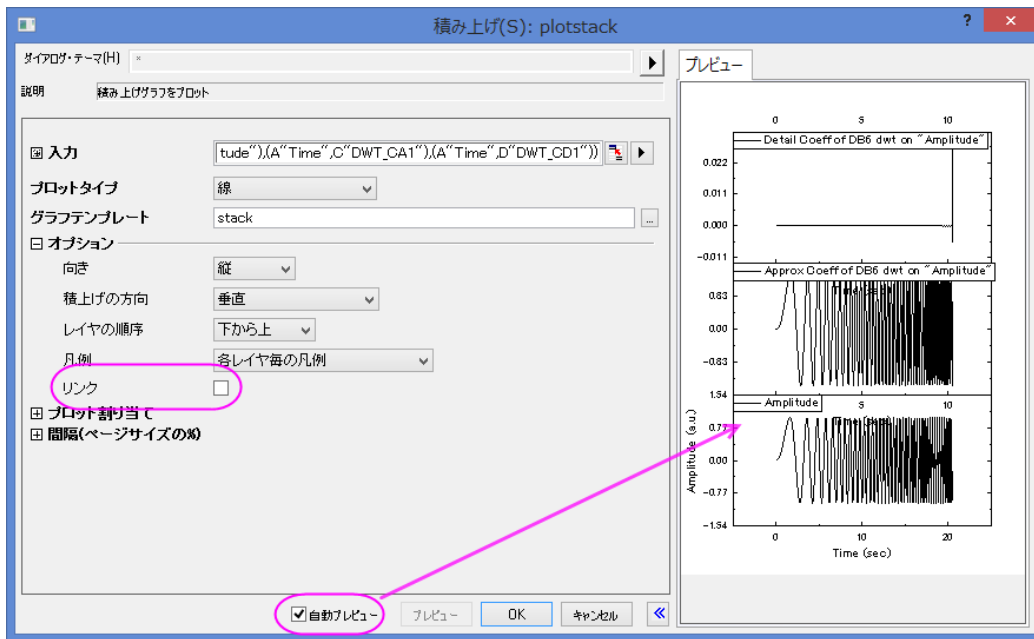 積み上げ(S): plotstack
?
×
ダイアログ・テーマ(H)
*
説明
積み上げグラフをプロット
入力
tude"),(A"Time",C"DWT_CA1"),(A"Time",D"DWT_CD1"))
プロットタイプ
線
グラフテンプレート
stack
...
オプション
向き
縦
積上げの方向
垂直
レイヤの順序
下から上
凡例
各レイヤ毎の凡例
リンク
プロット割り当て
間隔(ページサイズの%)
自動プレビュー
プレビュー
OK
キャンセル
プレビュー
0
5
10
Detail Coeff of DB6 dwt on "Amplitude"
0.022
0.011
0.000
-0.011
Approx Coeff of DB6 dwt on "Amplitude"
Time (sec)
0.83
0.00
-0.83
1.54
5
10
Amplitude
Time (sec)
0.77
0.00
-0.77
-1.54
Amplitude (a.u.)
0
10
20
Time (sec)